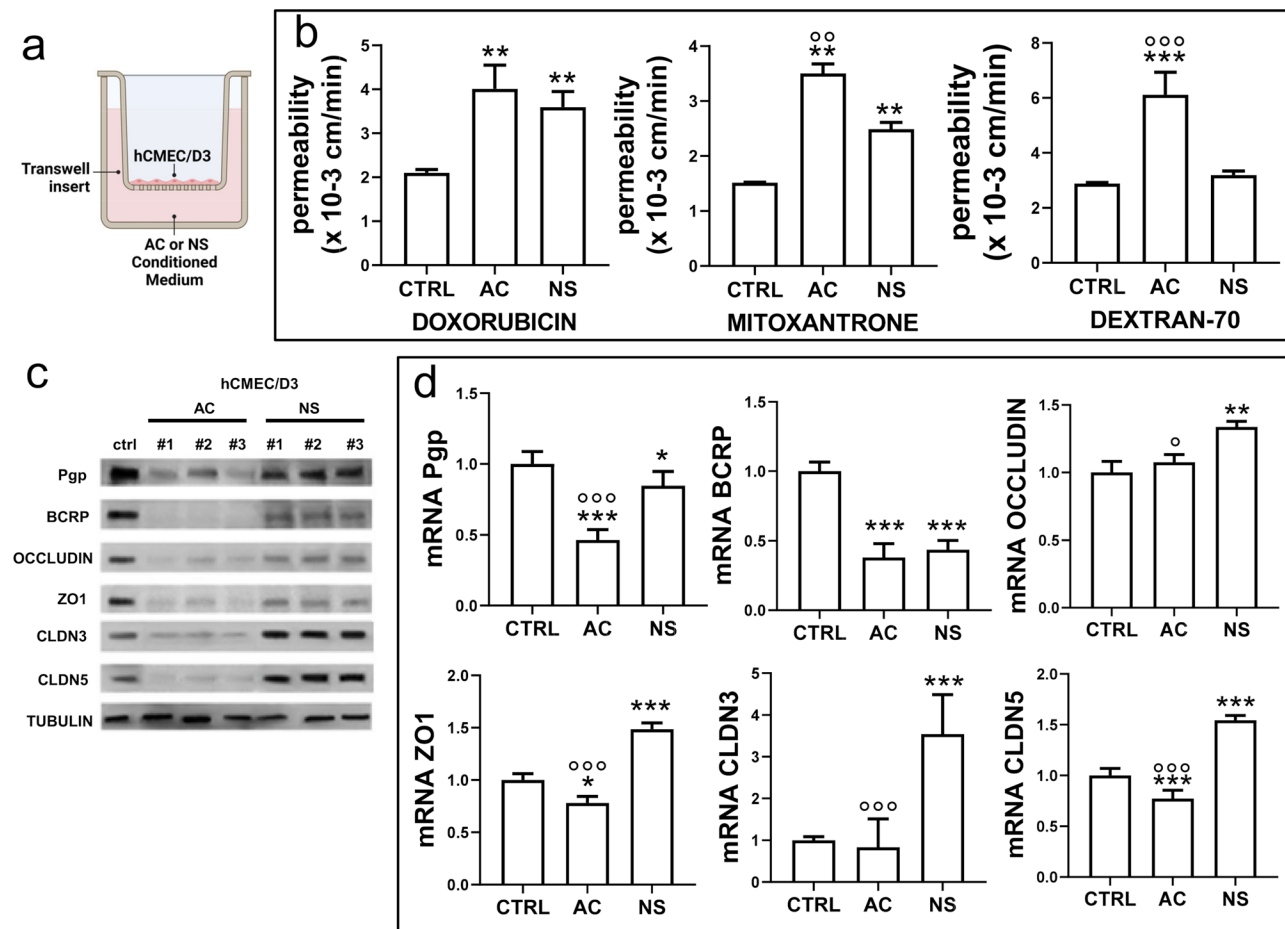 a
hCMEC/D3
Transwell
insert
AC or NS
Conditioned
Medium
b
permeability
(x 10-3 cm/min)
5
4
3
2
1
0
**
**
CTRL AC NS
DOXORUBICIN
permeability
(x 10-3 cm/min)
4
3
2
1
0
°°
**
**
CTRL AC NS
MITOXANTRONE
permeability
(x 10-3 cm/min)
8
6
4
2
0
°°°
***
CTRL AC NS
DEXTRAN-70
c
hCMEC/D3
AC NS
ctrl #1 #2 #3 #1 #2 #3
Pgp
BCRP
OCCLUDIN
ZO1
CLDN3
CLDN5
TUBULIN
d
mRNA Pgp
1.5
1.0
0.5
0.0
°°°
***
*
CTRL AC NS
mRNA BCRP
1.5
1.0
0.5
0.0
***
***
CTRL AC NS
mRNA OCCLUDIN
1.5
1.0
0.5
0.0
°
**
CTRL AC NS
mRNA ZO1
2.0
1.5
1.0
0.5
0.0
°°°
*
***
CTRL AC NS
mRNA CLDN3
5
4
3
2
1
0
°°°
***
CTRL AC NS
mRNA CLDN5
2.0
1.5
1.0
0.5
0.0
°°°
***
***
CTRL AC NS